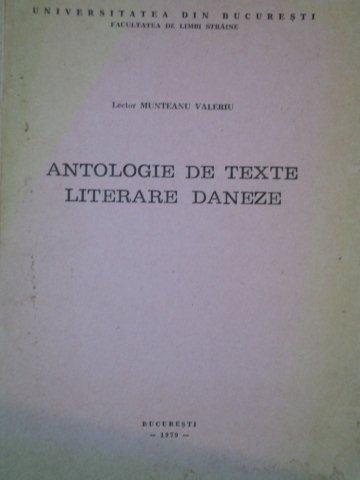 UNIVERSITATEA DIN BUCUREȘTI
FACULTATEA DE LIMBI STRĂINE
Lector MUNTEANU VALERIU
ANTOLOGIE DE TEXTE
LITERARE DANEZE
BUCUREȘTI
— 1979 —